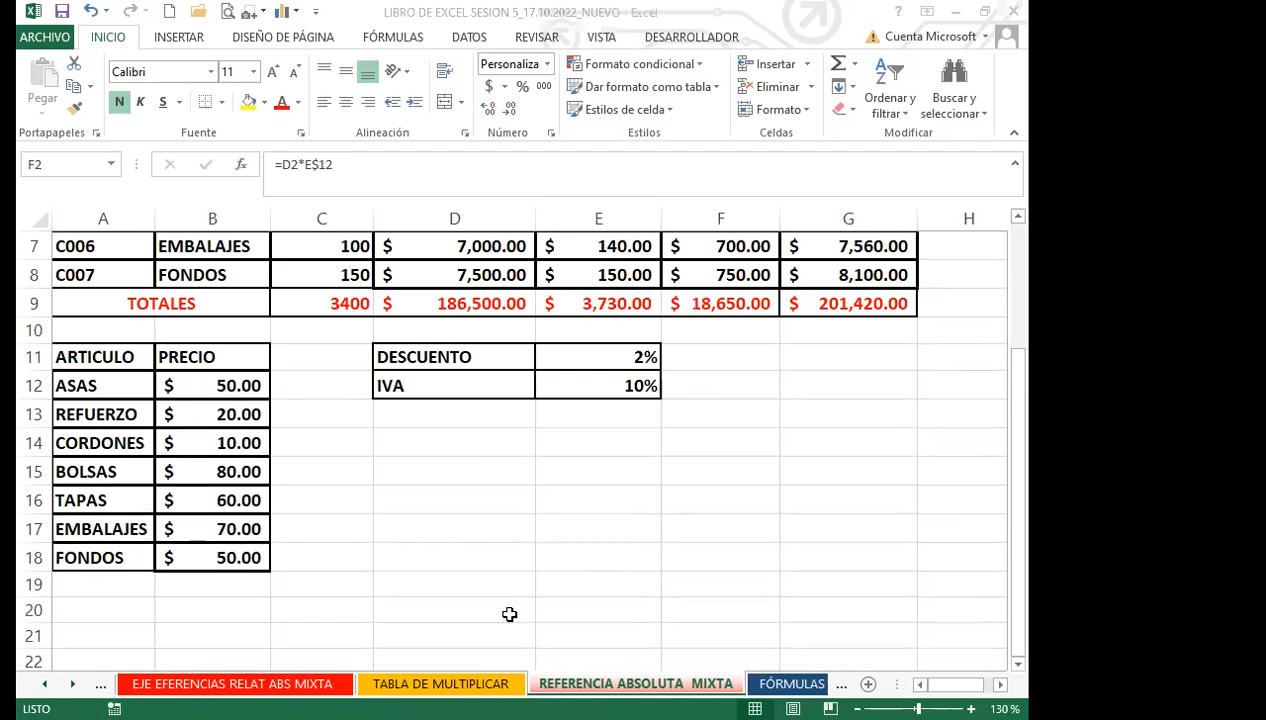 LIBRO DE EXCEL SESION 5_17.10.2022_NUEVO - Excel
ARCHIVO INICIO INSERTAR DISEÑO DE PÁGINA FÓRMULAS DATOS REVISAR VISTA DESARROLLADOR Cuenta Microsoft
Pegar
Calibri 11
N K S
Personaliza
$ % 000
Formato condicional
Dar formato como tabla
Estilos de celda
Insertar
Eliminar
Formato
Ordenar y filtrar
Buscar y seleccionar
Portapapeles Fuente Alineación Número Estilos Celdas Modificar
F2 fx =D2*E$12
A B C D E F G H
7 C006 EMBALAJES 100 $ 7,000.00 $ 140.00 $ 700.00 $ 7,560.00
8 C007 FONDOS 150 $ 7,500.00 $ 150.00 $ 750.00 $ 8,100.00
9 TOTALES 3400 $ 186,500.00 $ 3,730.00 $ 18,650.00 $ 201,420.00
10
11 ARTICULO PRECIO DESCUENTO 2%
12 ASAS $ 50.00 IVA 10%
13 REFUERZO $ 20.00
14 CORDONES $ 10.00
15 BOLSAS $ 80.00
16 TAPAS $ 60.00
17 EMBALAJES $ 70.00
18 FONDOS $ 50.00
19
20
21
22
... EJE EFERENCIAS RELAT ABS MIXTA TABLA DE MULTIPLICAR REFERENCIA ABSOLUTA MIXTA FÓRMULAS ...
LISTO 130 %